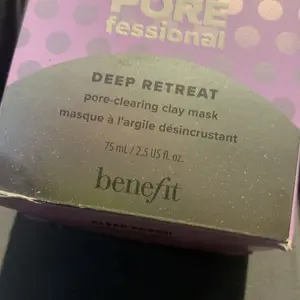 PORE
fessional
DEEP RETREAT
pore-clearing clay mask
masque à l'argile désincrustant
75 mL / 2.5 US fl. oz.
benefit